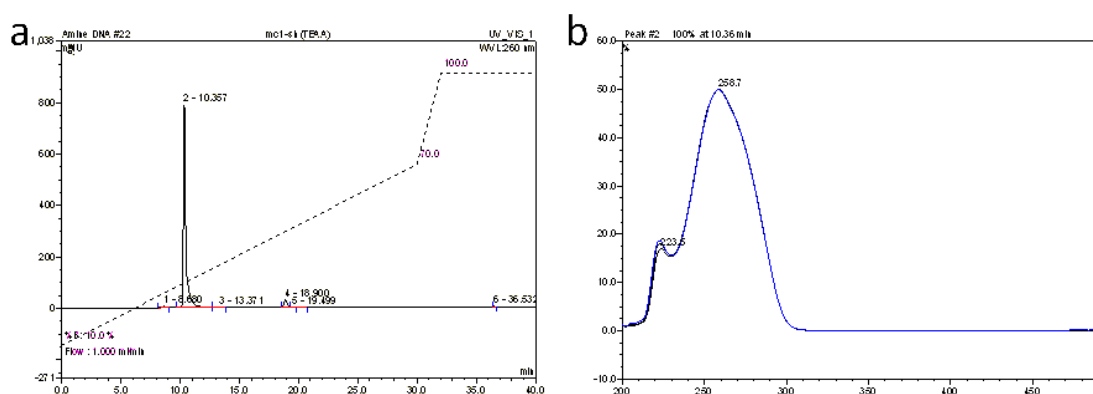 a
Amine DNA #22 mc1-sh (TEAA) UV_VIS_1
1,038
WVL:260 nm
100.0
800
2 - 10.357
600
70.0
400
200
4 - 18.900
1 - 8.680
3 - 13.371
5 - 19.499
6 - 36.532
0
% B: 10.0 %
Flow : 1.000 ml/min
-271
min
0.0 5.0 10.0 15.0 20.0 25.0 30.0 35.0 40.0
b
Peak #2 100% at 10.36 min
60.0
%
50.0
258.7
40.0
30.0
20.0
223.5
10.0
0.0
-10.0
200 250 300 350 400 450